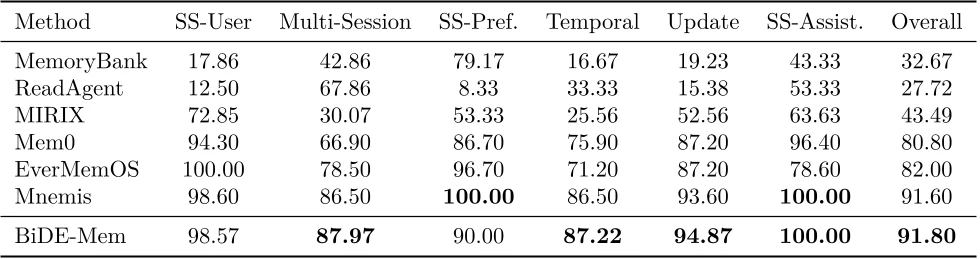 Method SS-User Multi-Session SS-Pref. Temporal Update SS-Assist. Overall
MemoryBank 17.86 42.86 79.17 16.67 19.23 43.33 32.67
ReadAgent 12.50 67.86 8.33 33.33 15.38 53.33 27.72
MIRIX 72.85 30.07 53.33 25.56 52.56 63.63 43.49
Mem0 94.30 66.90 86.70 75.90 87.20 96.40 80.80
EverMemOS 100.00 78.50 96.70 71.20 87.20 78.60 82.00
Mnemis 98.60 86.50 100.00 86.50 93.60 100.00 91.60
BiDE-Mem 98.57 87.97 90.00 87.22 94.87 100.00 91.80